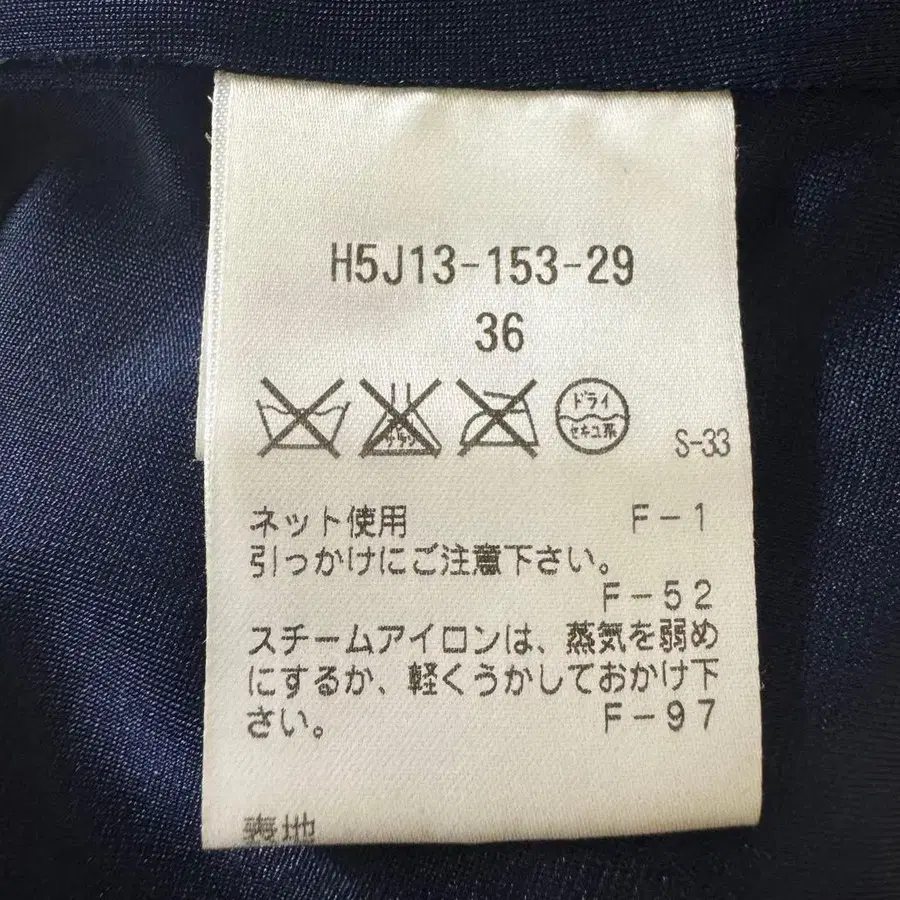 H5J13-153-29
36
ドライ
セキユ系
S-33
ネット使用 F-1
引っかけにご注意下さい。
F-52
スチームアイロンは、蒸気を弱め
にするか、軽くうかしておかけ下
さい。 F-97
表地